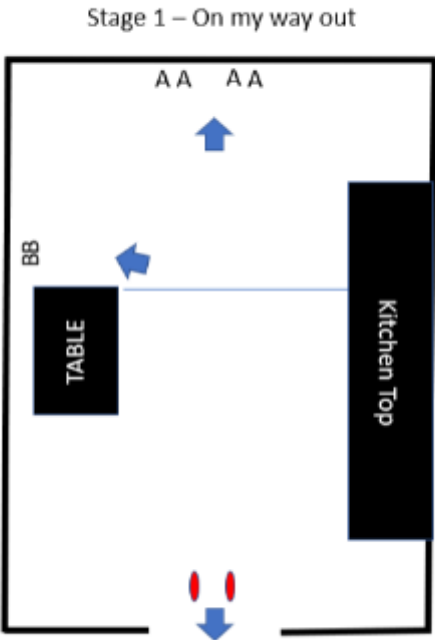 Stage 1 – On my way out
A A A A
BB
TABLE
Kitchen Top